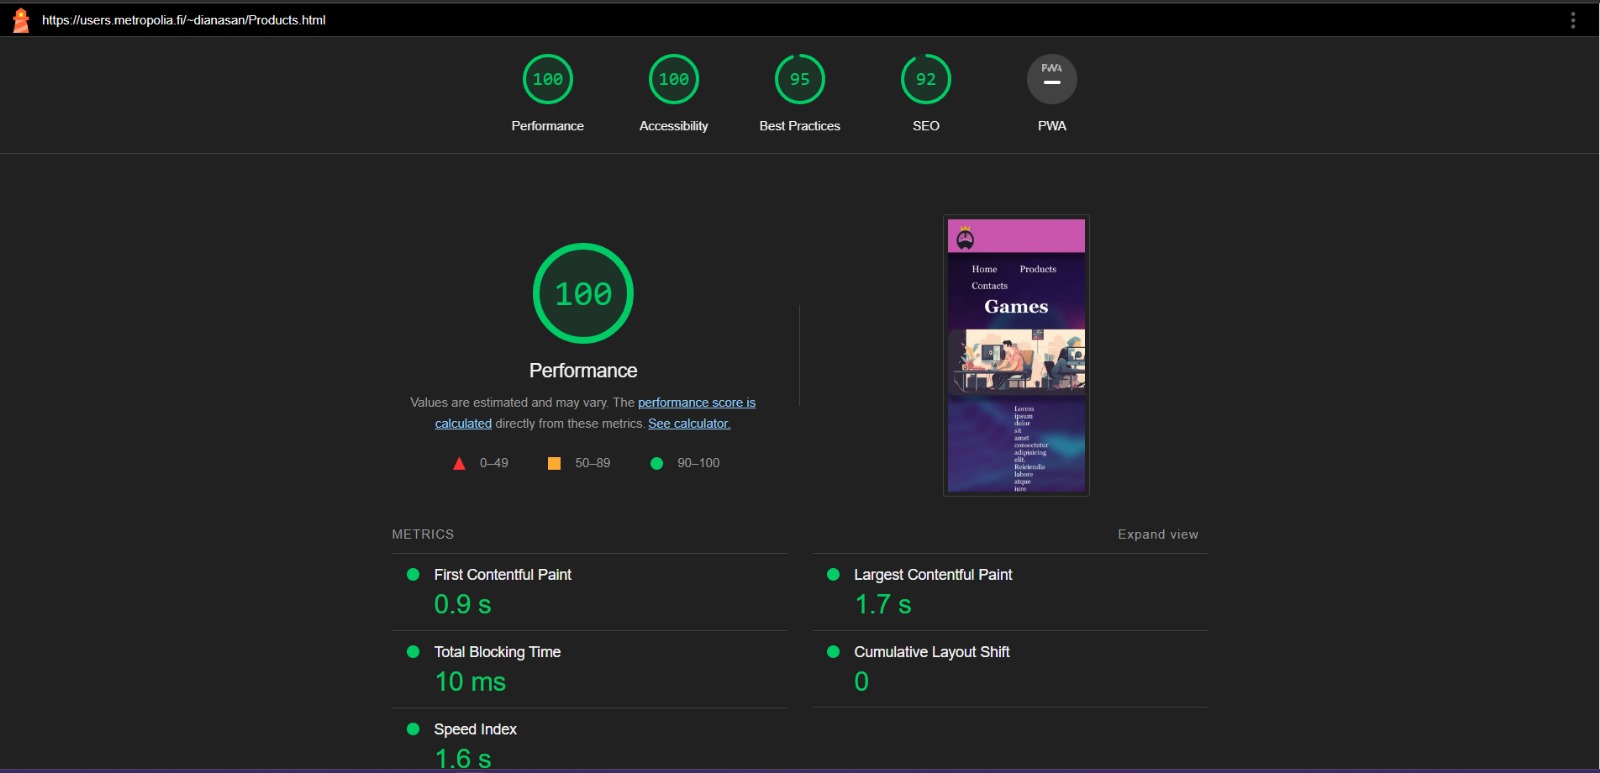 https://users.metropolia.fi/~dianasan/Products.html
100
100
95
92
PWA
Performance
Accessibility
Best Practices
SEO
PWA
100
Performance
Values are estimated and may vary. The performance score is
calculated directly from these metrics. See calculator.
0–49
50–89
90–100
Home Products
Contacts
Games
Lorem
ipsum
dolor
sit
amet
consectetur
adipisicing
elit.
Reiciendis
labore
atque
iure
METRICS
Expand view
First Contentful Paint
0.9 s
Largest Contentful Paint
1.7 s
Total Blocking Time
10 ms
Cumulative Layout Shift
0
Speed Index
1.6 s